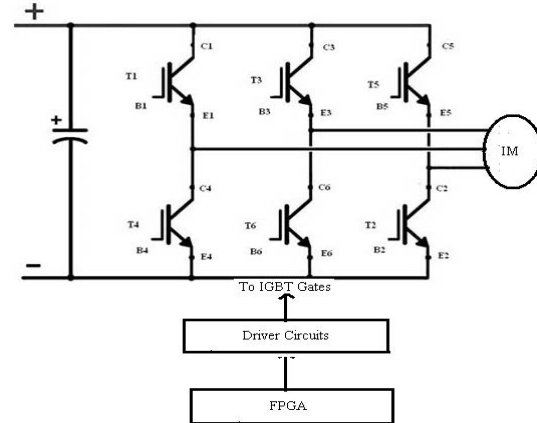 +
C1 C3 C5
T1 T3 T5
B1 B3 B5
+
E1 E3 E5
IM
C4 C6 C2
T4 T6 T2
B4 B6 B2
E4 E6 E2
−
To IGBT Gates
Driver Circuits
FPGA